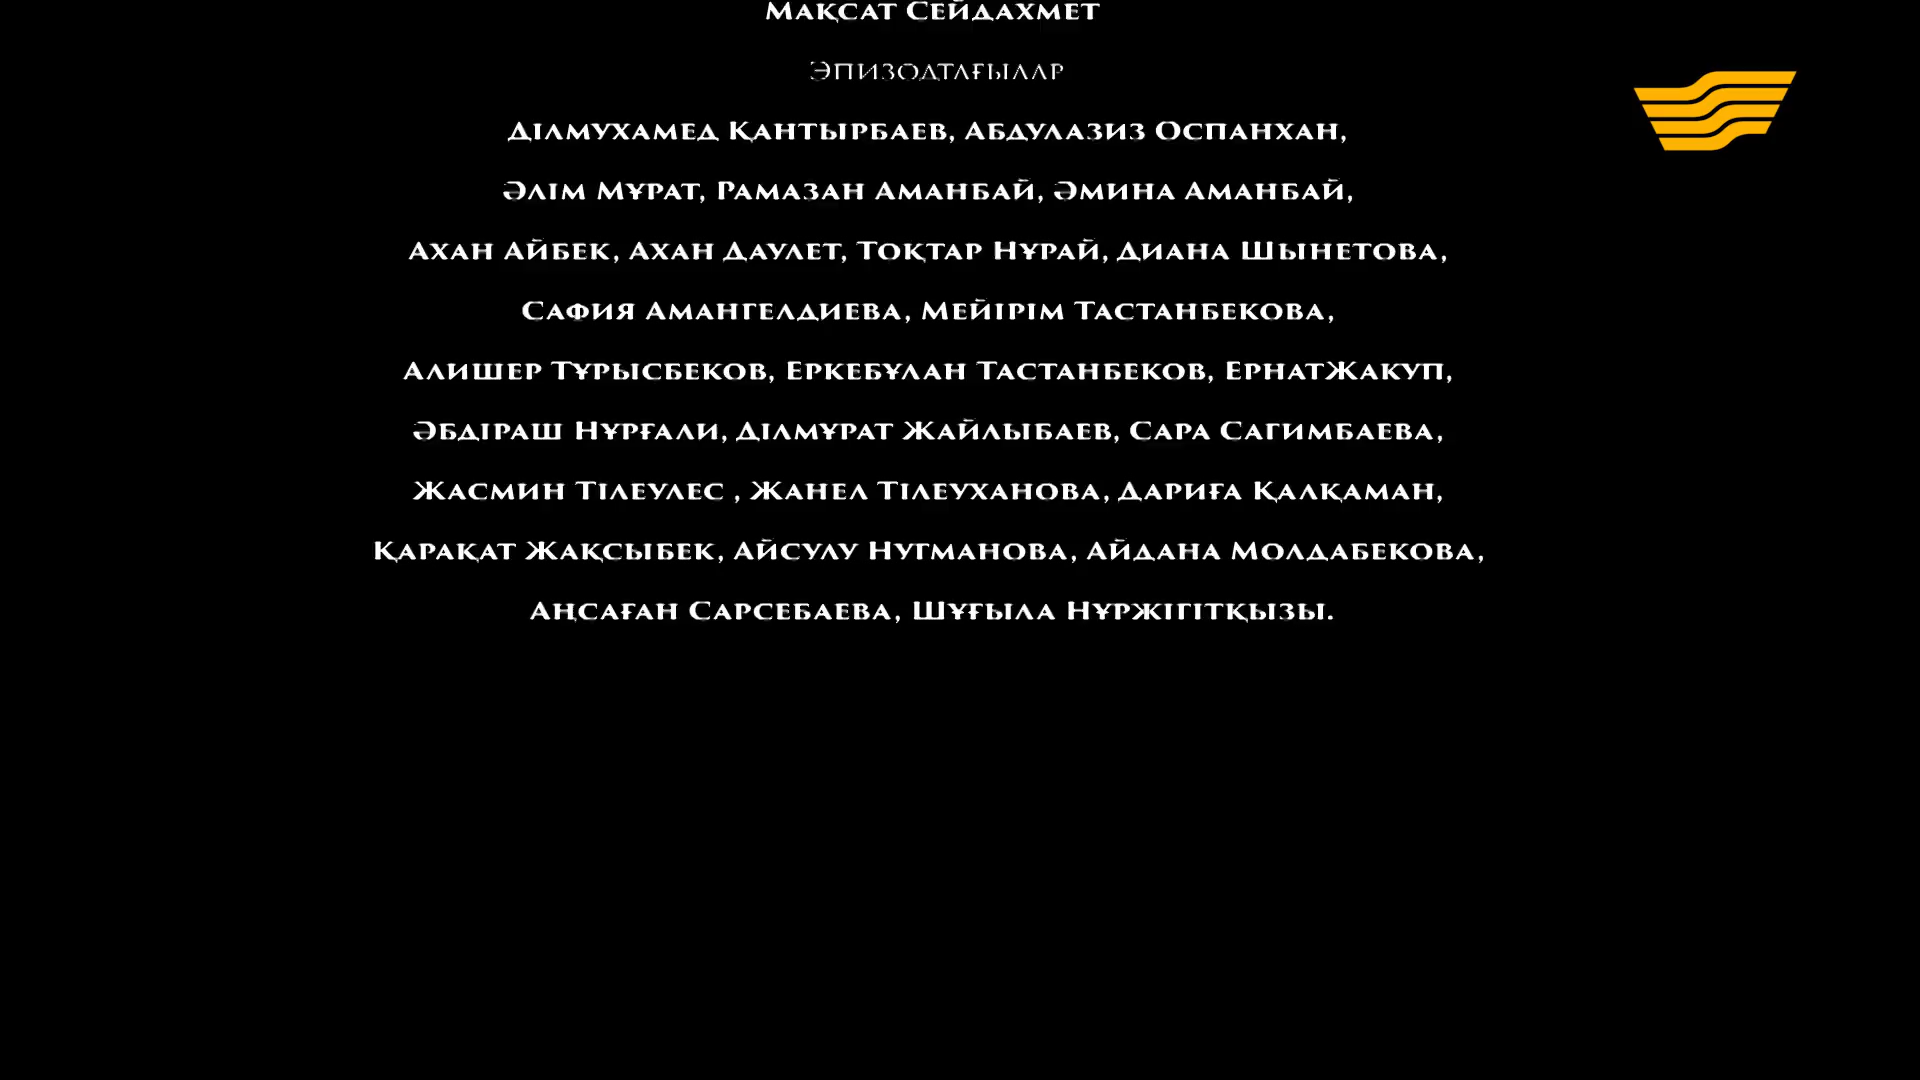 Мақсат Сейдахмет
Эпизодтағылар
Ділмухамед Қантырбаев, Абдулазиз Оспанхан,
Әлім Мұрат, Рамазан Аманбай, Әмина Аманбай,
Ахан Айбек, Ахан Даулет, Тоқтар Нұрай, Диана Шынетова,
Сафия Амангелдиева, Мейірім Тастанбекова,
Алишер Тұрысбеков, Еркебұлан Тастанбеков, ЕрнатЖакуп,
Әбдіраш Нұрғали, Ділмұрат Жайлыбаев, Сара Сагимбаева,
Жасмин Тілеулес , Жанел Тілеуханова, Дариға Қалқаман,
Қарақат Жақсыбек, Айсулу Нугманова, Айдана Молдабекова,
Аңсаған Сарсебаева, Шұғыла Нұржігітқызы.